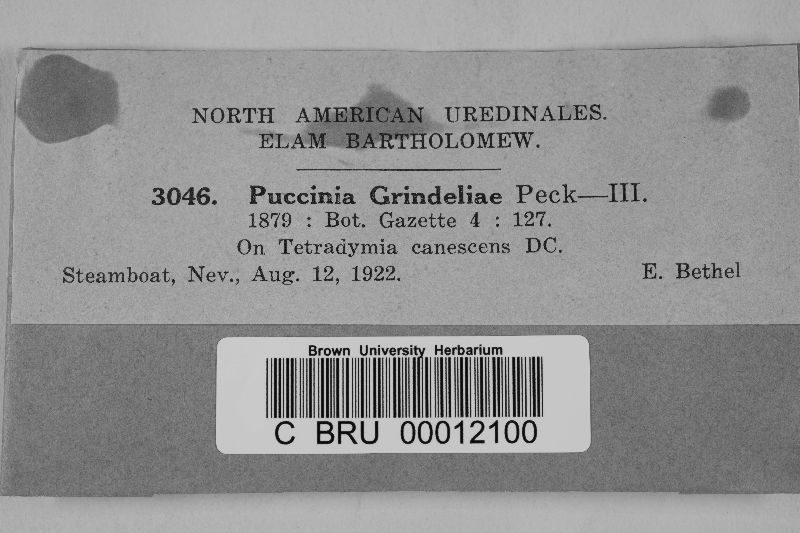 NORTH AMERICAN UREDINALES.
ELAM BARTHOLOMEW.
3046. Puccinia Grindeliae Peck—III.
1879 : Bot. Gazette 4 : 127.
On Tetradymia canescens DC.
Steamboat, Nev., Aug. 12, 1922. E. Bethel
Brown University Herbarium
C BRU 00012100